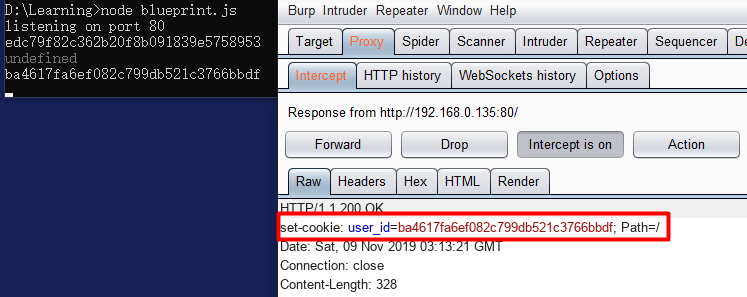 D:\Learning>node blueprint.js
listening on port 80
edc79f82c362b20f8b091839e5758953
undefined
ba4617fa6ef082c799db521c3766bbdf
Burp Intruder Repeater Window Help
Target Proxy Spider Scanner Intruder Repeater Sequencer De
Intercept HTTP history WebSockets history Options
Response from http://192.168.0.135:80/
Forward Drop Intercept is on Action
Raw Headers Hex HTML Render
HTTP/1.1 200 OK
set-cookie: user_id=ba4617fa6ef082c799db521c3766bbdf; Path=/
Date: Sat, 09 Nov 2019 03:13:21 GMT
Connection: close
Content-Length: 328